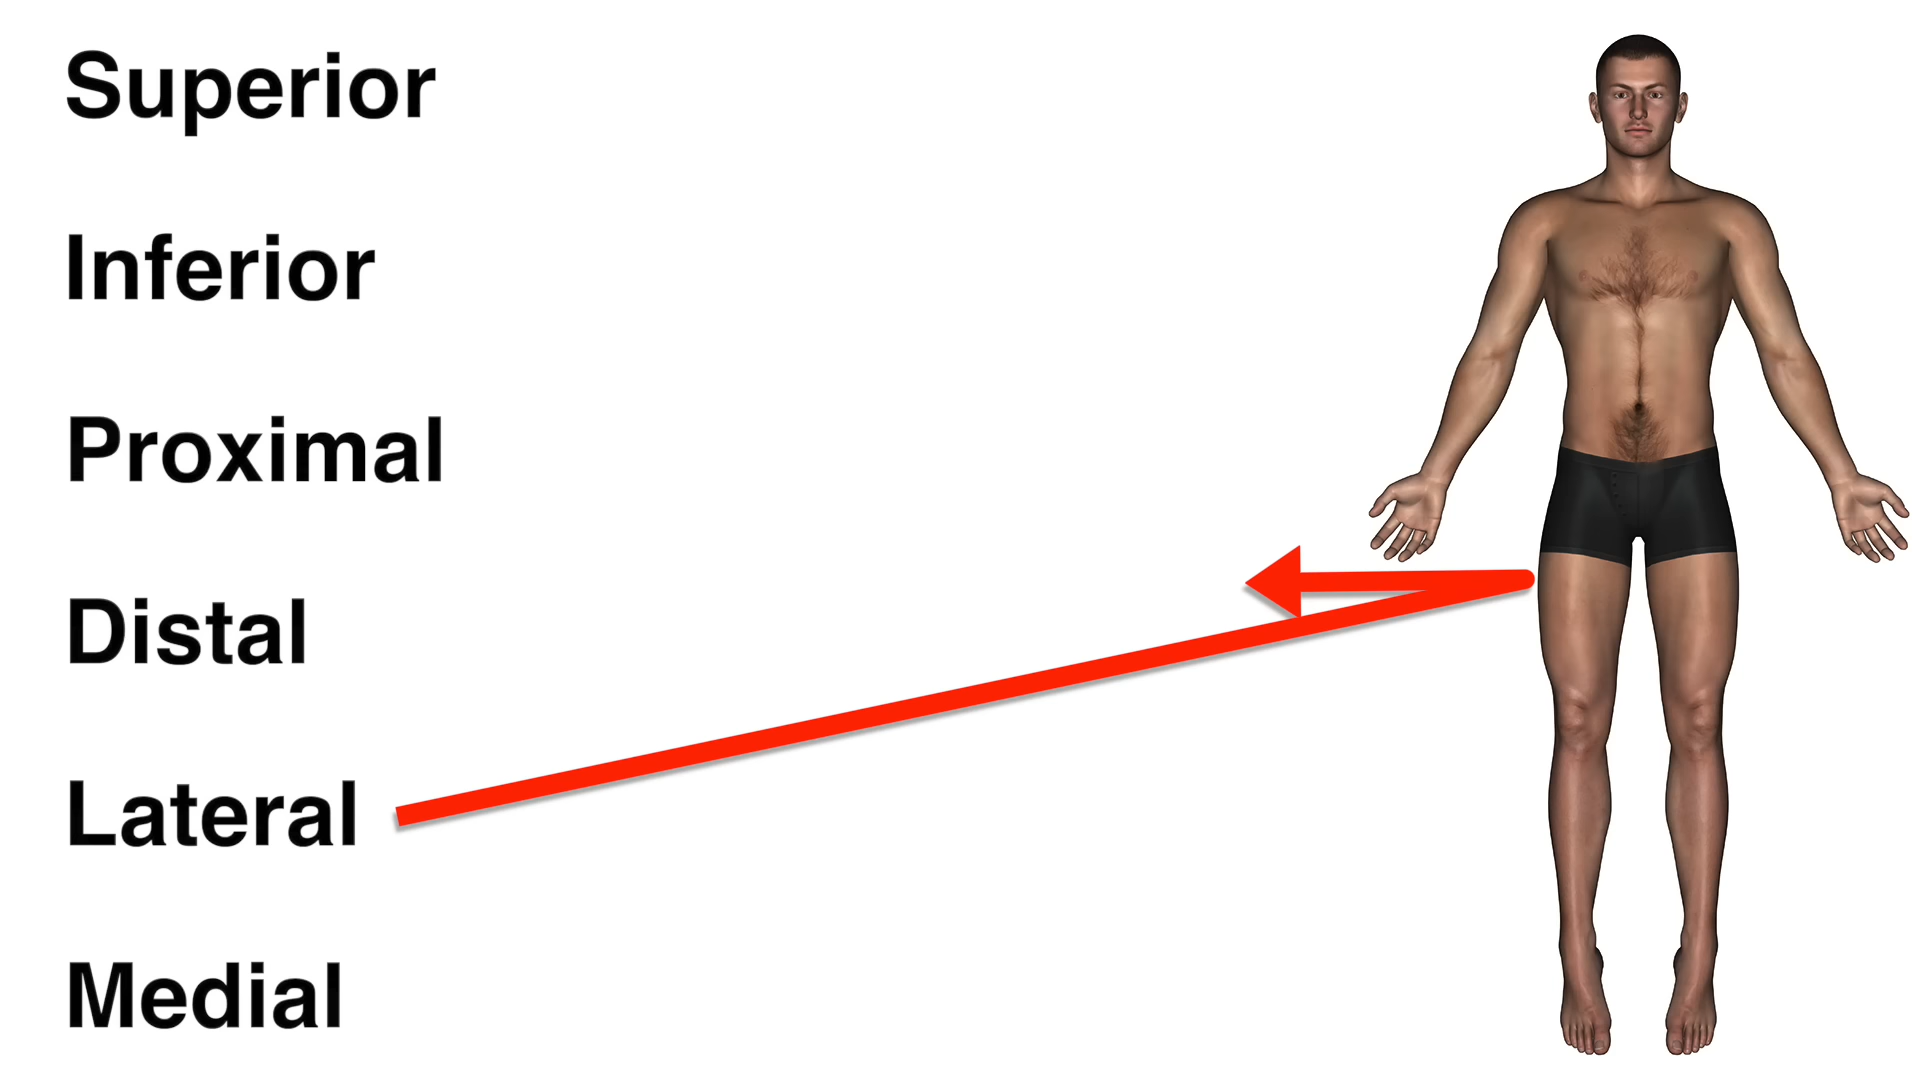 Superior
Inferior
Proximal
Distal
Lateral
Medial